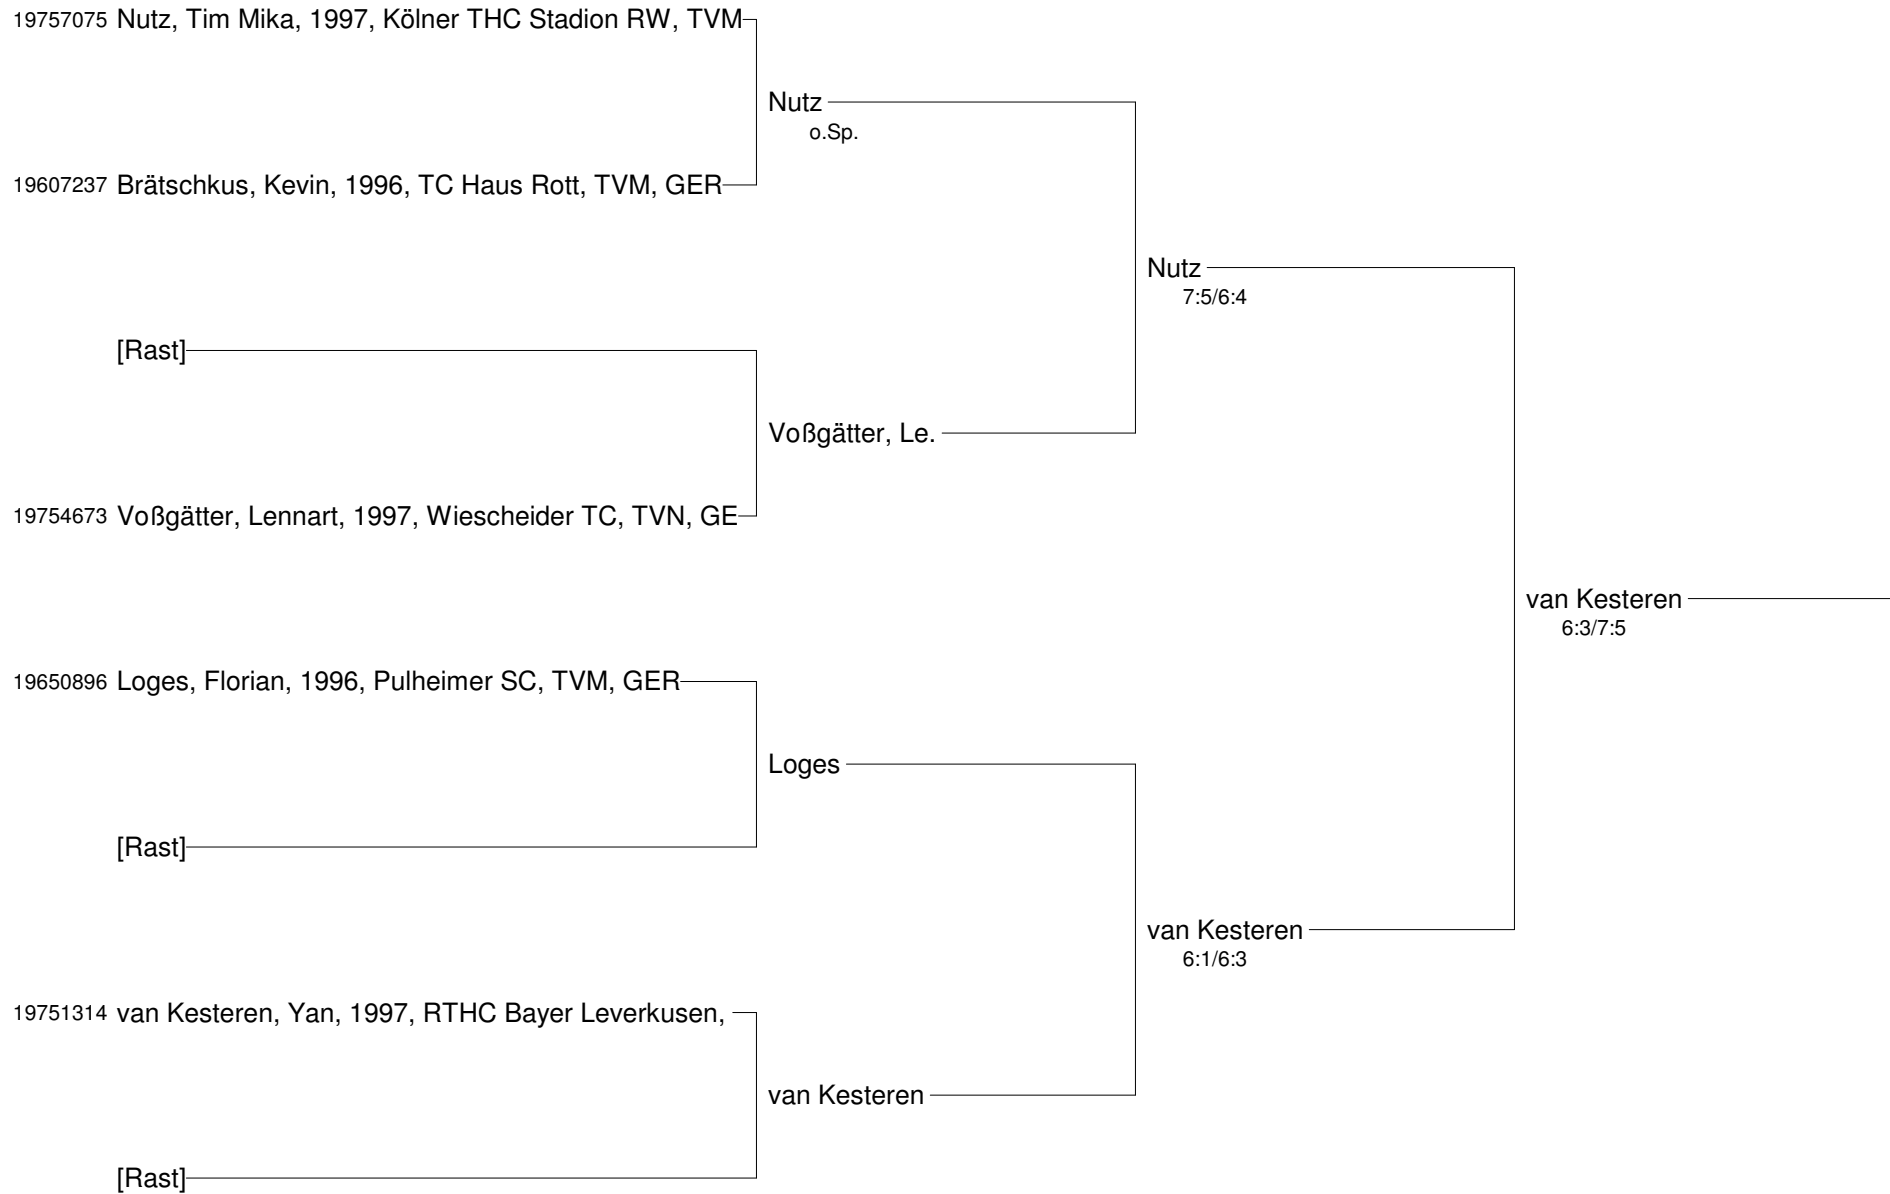 19757075 Nutz, Tim Mika, 1997, Kölner THC Stadion RW, TVM
Nutz
o.Sp.
19607237 Brätschkus, Kevin, 1996, TC Haus Rott, TVM, GER
Nutz
7:5/6:4
[Rast]
Voßgätter, Le.
19754673 Voßgätter, Lennart, 1997, Wiescheider TC, TVN, GE
van Kesteren
6:3/7:5
19650896 Loges, Florian, 1996, Pulheimer SC, TVM, GER
Loges
[Rast]
van Kesteren
6:1/6:3
19751314 van Kesteren, Yan, 1997, RTHC Bayer Leverkusen,
van Kesteren
[Rast]